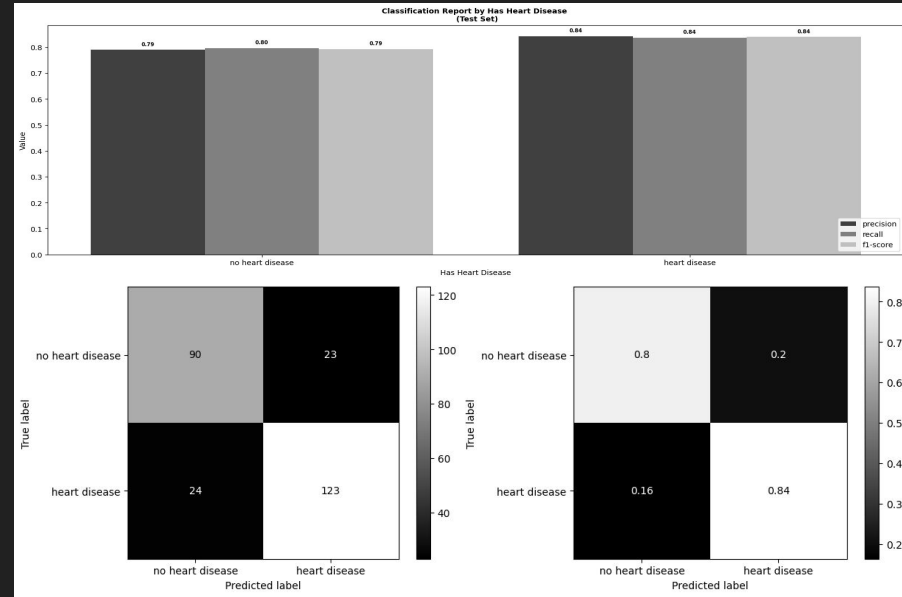 Classification Report by Has Heart Disease
(Test Set)
0.79 0.80 0.79 0.84 0.84 0.84
0.8
0.7
0.6
0.5
0.4
0.3
0.2
0.1
0.0
Value
precision
recall
f1-score
no heart disease heart disease
Has Heart Disease
no heart disease
heart disease
True label
90 23
24 123
no heart disease heart disease
Predicted label
120
100
80
60
40
True label
no heart disease
heart disease
0.8 0.2
0.16 0.84
no heart disease heart disease
Predicted label
0.8
0.7
0.6
0.5
0.4
0.3
0.2